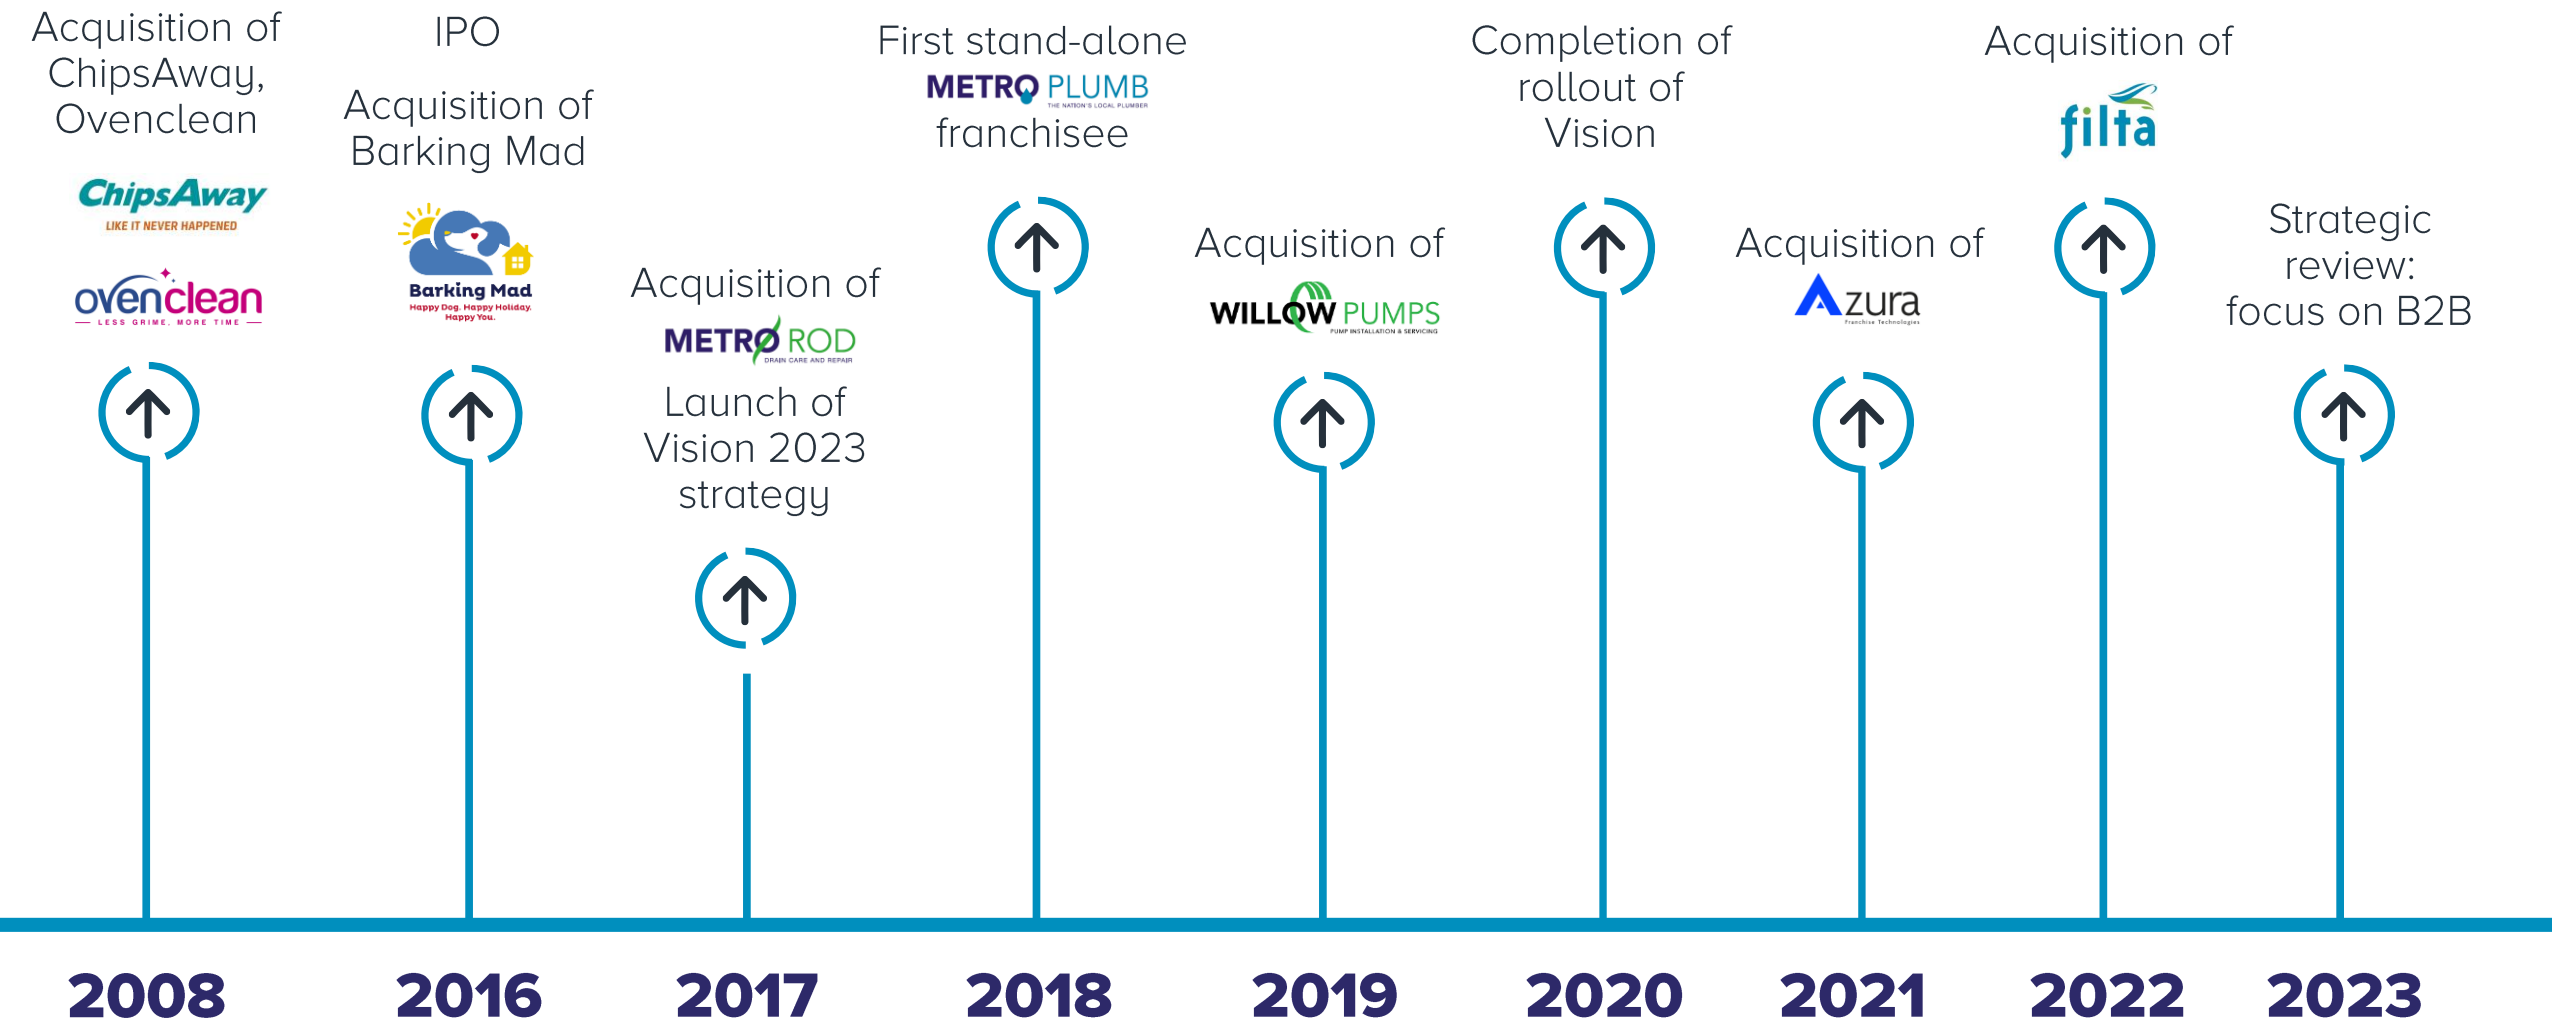 Acquisition of
ChipsAway,
Ovenclean
ChipsAway
LIKE IT NEVER HAPPENED
ovenclean
LESS GRIME, MORE TIME
IPO
Acquisition of
Barking Mad
Barking Mad
Happy Dog. Happy Holiday.
Happy You.
Acquisition of
METRO ROD
DRAIN CARE AND REPAIR
Launch of
Vision 2023
strategy
First stand-alone
METRO PLUMB
THE NATION'S LOCAL PLUMBER
franchisee
Acquisition of
WILLOW PUMPS
PUMP INSTALLATION & SERVICING
Completion of
rollout of
Vision
Acquisition of
Azura
Franchise Technologies
Acquisition of
filta
Strategic
review:
focus on B2B
2008
2016
2017
2018
2019
2020
2021
2022
2023